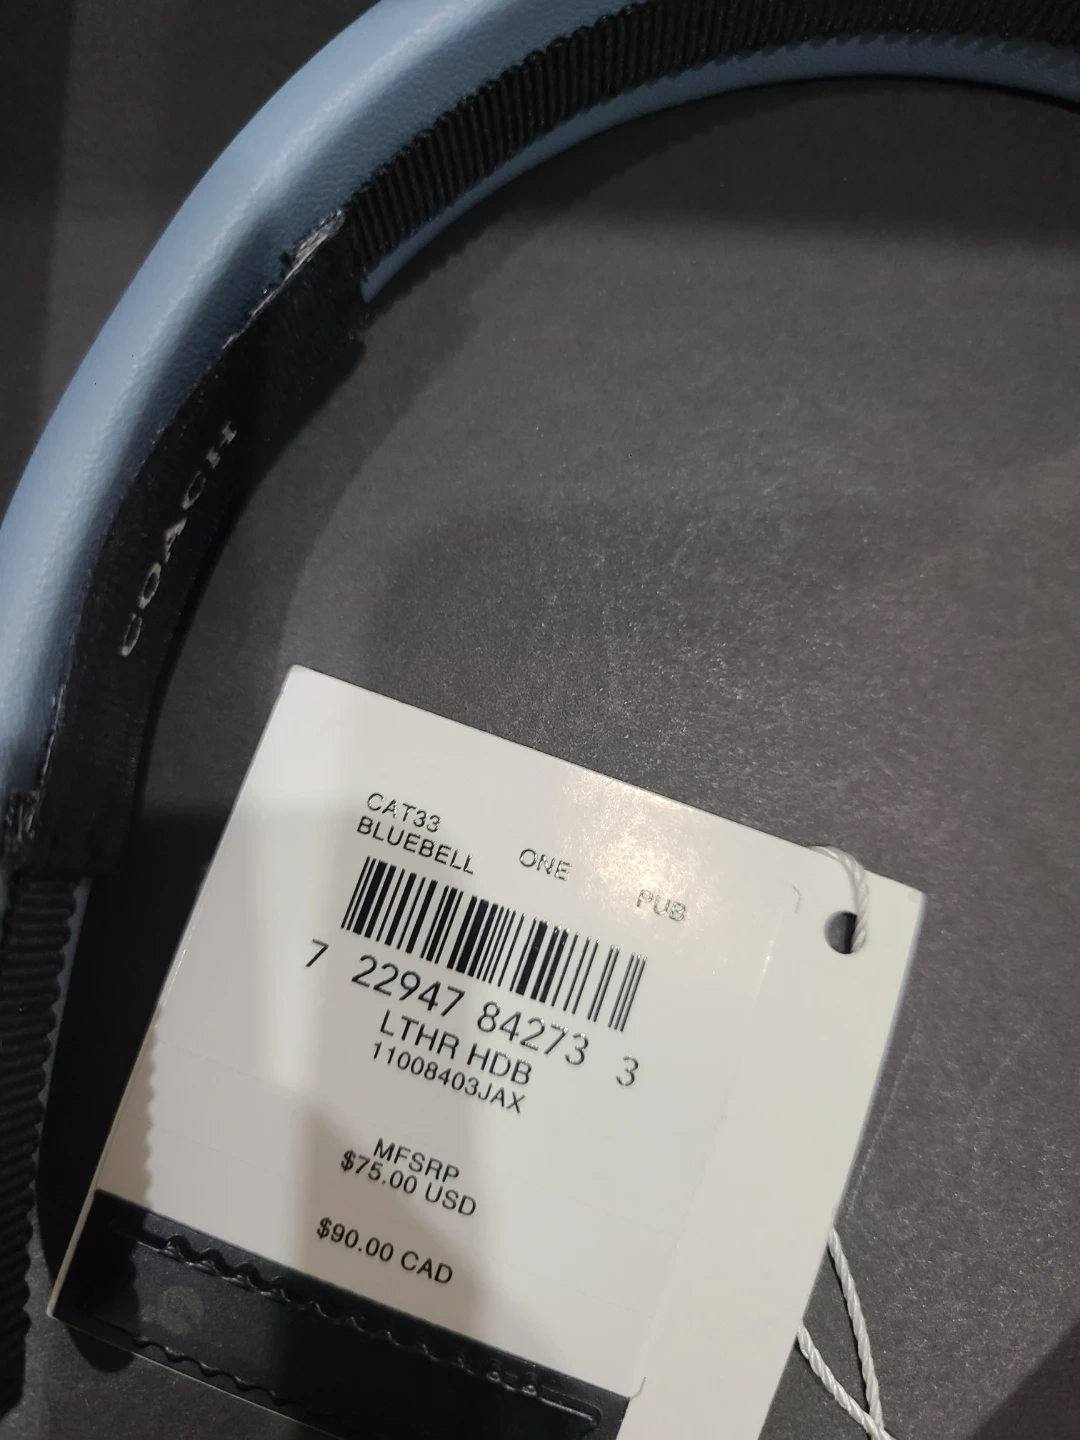 COACH
CAT33
BLUEBELL ONE PUB
7 22947 84273 3
LTHR HDB
11008403JAX
MFSRP
$75.00 USD
$90.00 CAD